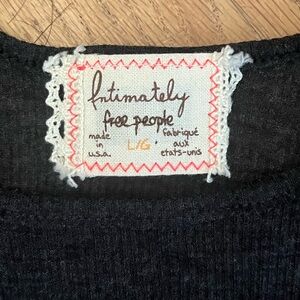 Intimately
free people
made in u.s.a.
L/G
fabriqué aux etats-unis